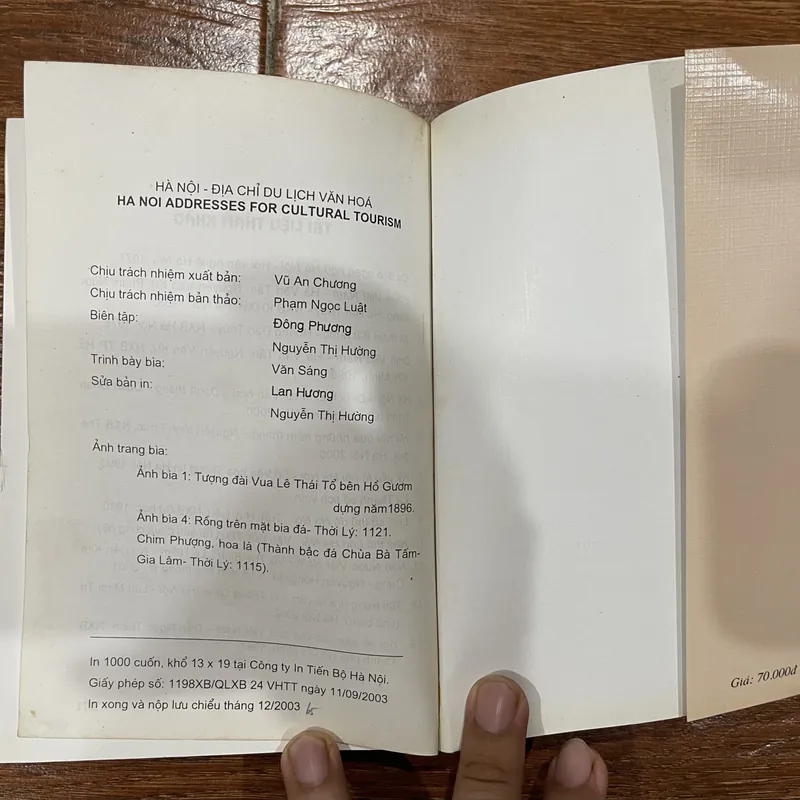 HÀ NỘI - ĐỊA CHỈ DU LỊCH VĂN HOÁ
HA NOI ADDRESSES FOR CULTURAL TOURISM
Chịu trách nhiệm xuất bản: Vũ An Chương
Chịu trách nhiệm bản thảo: Phạm Ngọc Luật
Biên tập: Đông Phương
Nguyễn Thị Hường
Trình bày bìa: Văn Sáng
Sửa bản in: Lan Hương
Nguyễn Thị Hường
Ảnh trang bìa:
Ảnh bìa 1: Tượng đài Vua Lê Thái Tổ bên Hồ Gươm
dựng năm1896.
Ảnh bìa 4: Rồng trên mặt bia đá- Thời Lý: 1121.
Chim Phượng, hoa lá (Thành bậc đá Chùa Bà Tấm-
Gia Lâm- Thời Lý: 1115).
In 1000 cuốn, khổ 13 x 19 tại Công ty In Tiến Bộ Hà Nội.
Giấy phép số: 1198XB/QLXB 24 VHTT ngày 11/09/2003
In xong và nộp lưu chiểu tháng 12/2003
Giá: 70.000đ